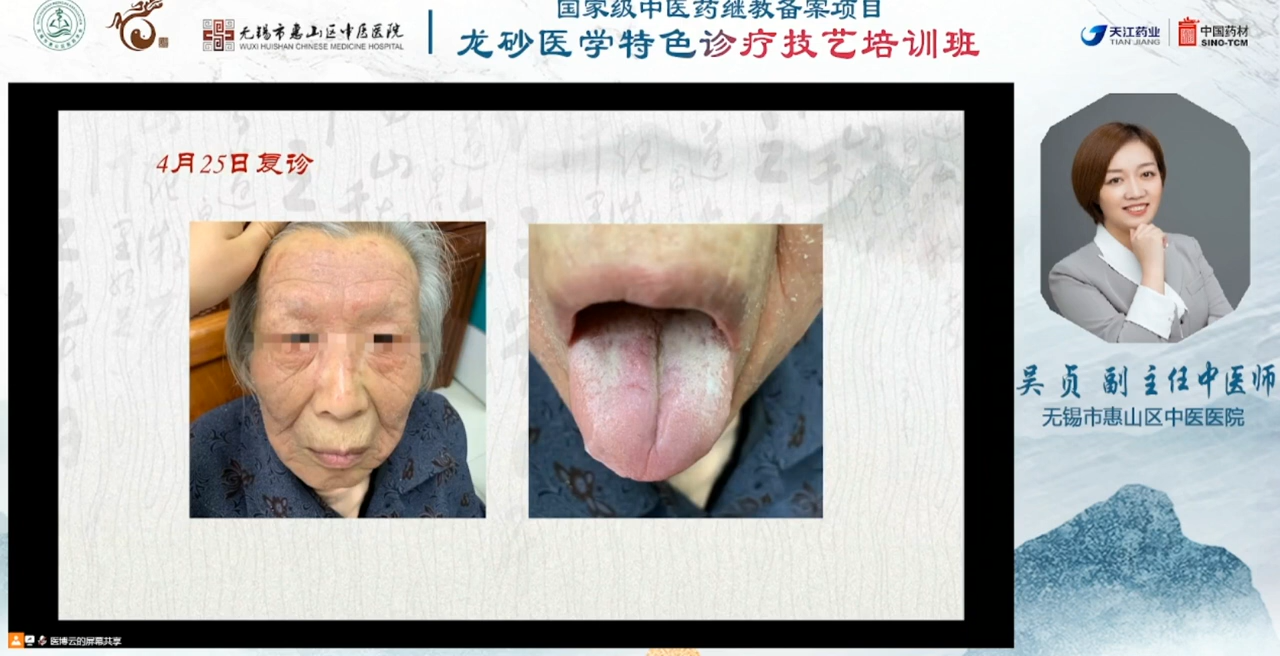 国家级中医药继教备案项目
无锡市惠山区中医医院
WUXI HUISHAN CHINESE MEDICINE HOSPITAL
龙砂医学特色诊疗技艺培训班
天江药业
TIAN JIANG
中国药材
SINO-TCM
4月25日复诊
吴贞 副主任中医师
无锡市惠山区中医医院
医博云的屏幕共享